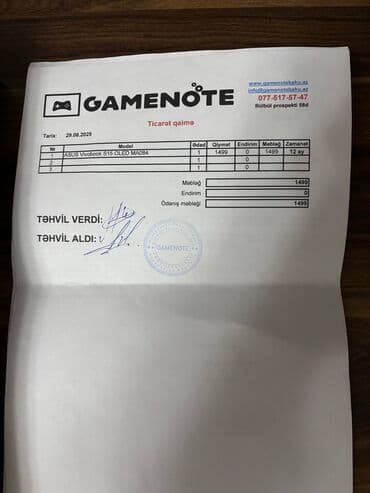 GAMENOTE
www.gamenotebaku.az
info@gamenotebaku.az
077-517-57-47
Bülbül prospekti 88d
Ticarət qaimə
Tarix: 29.08.2025
№ Model Ədəd Qiymət Endirim Məbləğ Zəmanət
1 ASUS Vivobook S15 OLED MA084 1 1499 0 1499 12 ay
2 1 0
3 1 0
Məbləğ 1499
Endirim 0
Ödəniş məbləği 1499
TƏHVİL VERDİ:
TƏHVİL ALDI:
GAMENOTE